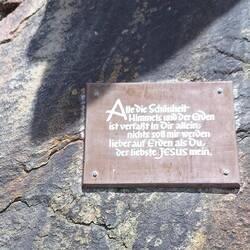 Alle die Schönheit
Himmels und der Erden
ist verfaßt in Dir allein,
nichts soll mir werden
lieber auf Erden als Du,
der liebste JESUS mein.